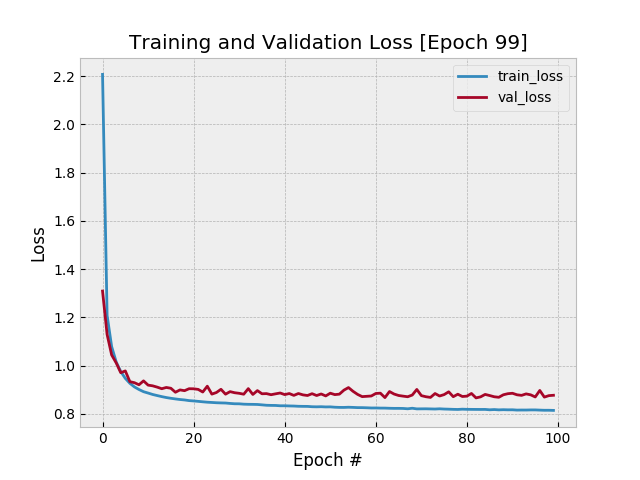 Training and Validation Loss [Epoch 99]
train_loss
val_loss
2.2
2.0
1.8
1.6
1.4
1.2
1.0
0.8
Loss
0 20 40 60 80 100
Epoch #